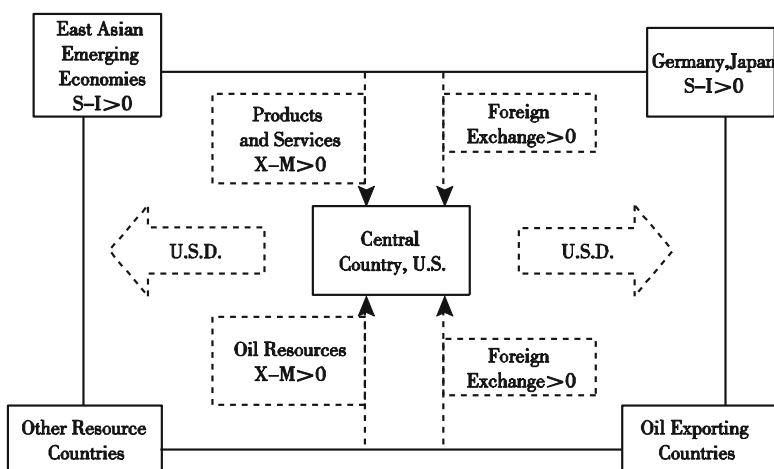 East Asian
Emerging
Economies
S–I>0
Germany,Japan
S–I>0
Products
and Services
X–M>0
Foreign
Exchange>0
U.S.D.
Central
Country, U.S.
U.S.D.
Oil Resources
X–M>0
Foreign
Exchange>0
Other Resource
Countries
Oil Exporting
Countries